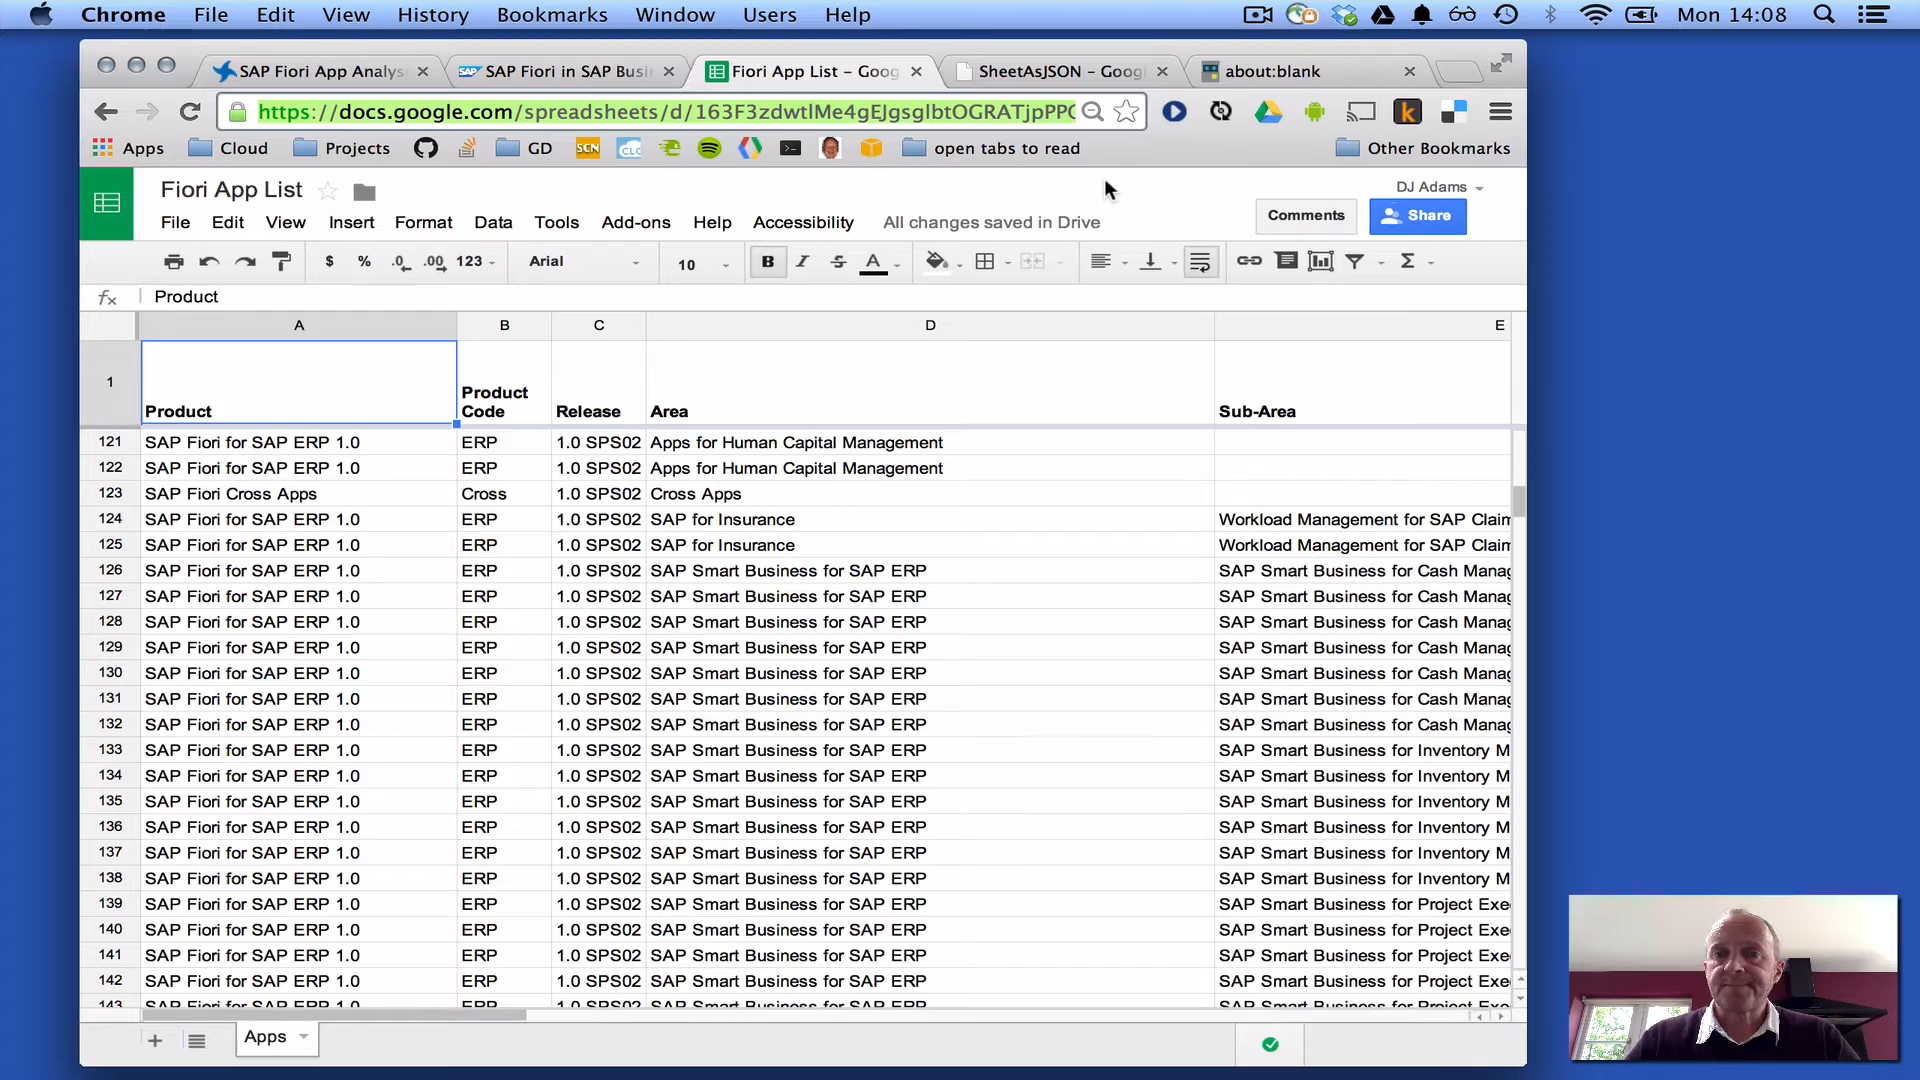 Chrome File Edit View History Bookmarks Window Users Help Mon 14:08
SAP Fiori App Analys SAP Fiori in SAP Busi Fiori App List – Goog SheetAsJSON – Googl about:blank
https://docs.google.com/spreadsheets/d/163F3zdwtlMe4gEJgsglbtOGRATjpPPC
Apps Cloud Projects GD SCN open tabs to read Other Bookmarks
Fiori App List DJ Adams
File Edit View Insert Format Data Tools Add-ons Help Accessibility All changes saved in Drive Comments Share
$ % .0 .00 123 Arial 10 B I S A Σ
fx Product
A B C D E
1 Product Product Code Release Area Sub-Area
121 SAP Fiori for SAP ERP 1.0 ERP 1.0 SPS02 Apps for Human Capital Management
122 SAP Fiori for SAP ERP 1.0 ERP 1.0 SPS02 Apps for Human Capital Management
123 SAP Fiori Cross Apps Cross 1.0 SPS02 Cross Apps
124 SAP Fiori for SAP ERP 1.0 ERP 1.0 SPS02 SAP for Insurance Workload Management for SAP Claim
125 SAP Fiori for SAP ERP 1.0 ERP 1.0 SPS02 SAP for Insurance Workload Management for SAP Claim
126 SAP Fiori for SAP ERP 1.0 ERP 1.0 SPS02 SAP Smart Business for SAP ERP SAP Smart Business for Cash Manag
127 SAP Fiori for SAP ERP 1.0 ERP 1.0 SPS02 SAP Smart Business for SAP ERP SAP Smart Business for Cash Manag
128 SAP Fiori for SAP ERP 1.0 ERP 1.0 SPS02 SAP Smart Business for SAP ERP SAP Smart Business for Cash Manag
129 SAP Fiori for SAP ERP 1.0 ERP 1.0 SPS02 SAP Smart Business for SAP ERP SAP Smart Business for Cash Manag
130 SAP Fiori for SAP ERP 1.0 ERP 1.0 SPS02 SAP Smart Business for SAP ERP SAP Smart Business for Cash Manag
131 SAP Fiori for SAP ERP 1.0 ERP 1.0 SPS02 SAP Smart Business for SAP ERP SAP Smart Business for Cash Manag
132 SAP Fiori for SAP ERP 1.0 ERP 1.0 SPS02 SAP Smart Business for SAP ERP SAP Smart Business for Cash Manag
133 SAP Fiori for SAP ERP 1.0 ERP 1.0 SPS02 SAP Smart Business for SAP ERP SAP Smart Business for Inventory M
134 SAP Fiori for SAP ERP 1.0 ERP 1.0 SPS02 SAP Smart Business for SAP ERP SAP Smart Business for Inventory M
135 SAP Fiori for SAP ERP 1.0 ERP 1.0 SPS02 SAP Smart Business for SAP ERP SAP Smart Business for Inventory M
136 SAP Fiori for SAP ERP 1.0 ERP 1.0 SPS02 SAP Smart Business for SAP ERP SAP Smart Business for Inventory M
137 SAP Fiori for SAP ERP 1.0 ERP 1.0 SPS02 SAP Smart Business for SAP ERP SAP Smart Business for Inventory M
138 SAP Fiori for SAP ERP 1.0 ERP 1.0 SPS02 SAP Smart Business for SAP ERP SAP Smart Business for Inventory M
139 SAP Fiori for SAP ERP 1.0 ERP 1.0 SPS02 SAP Smart Business for SAP ERP SAP Smart Business for Project Exe
140 SAP Fiori for SAP ERP 1.0 ERP 1.0 SPS02 SAP Smart Business for SAP ERP SAP Smart Business for Project Exe
141 SAP Fiori for SAP ERP 1.0 ERP 1.0 SPS02 SAP Smart Business for SAP ERP SAP Smart Business for Project Exe
142 SAP Fiori for SAP ERP 1.0 ERP 1.0 SPS02 SAP Smart Business for SAP ERP SAP Smart Business for Project Exe
143 SAP Fiori for SAP ERP 1.0 ERP 1.0 SPS02 SAP Smart Business for SAP ERP SAP Smart Business for Project Exe
Apps